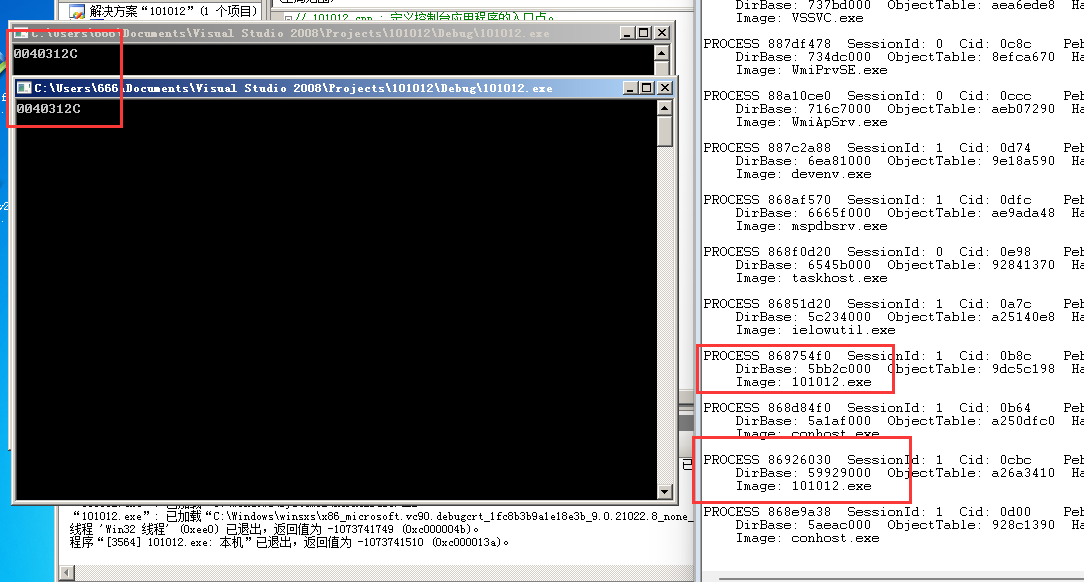 解决方案“101012”(1 个项目)
// 101012.cpp : 定义控制台应用程序的入口点。
C:\Users\666\Documents\Visual Studio 2008\Projects\101012\Debug\101012.exe
0040312C
C:\Users\666\Documents\Visual Studio 2008\Projects\101012\Debug\101012.exe
0040312C
“101012.exe”: 已加载“C:\Windows\winsxs\x86_microsoft.vc90.debugcrt_1fc8b3b9a1e18e3b_9.0.21022.8_none_
线程 'Win32 线程' (0xee0) 已退出，返回值为 -1073741749 (0xc000004b)。
程序“[3564] 101012.exe: 本机”已退出，返回值为 -1073741510 (0xc000013a)。
DirBase: 737bd000 ObjectTable: aea6ede8 Ha
Image: VSSVC.exe
PROCESS 887df478 SessionId: 0 Cid: 0c8c Peb
DirBase: 734dc000 ObjectTable: 8efca670 Ha
Image: WmiPrvSE.exe
PROCESS 88a10ce0 SessionId: 0 Cid: 0ccc Peb
DirBase: 716c7000 ObjectTable: aeb07290 Ha
Image: WmiApSrv.exe
PROCESS 887c2a88 SessionId: 1 Cid: 0d74 Peb
DirBase: 6ea81000 ObjectTable: 9e18a590 Ha
Image: devenv.exe
PROCESS 868af570 SessionId: 1 Cid: 0dfc Peb
DirBase: 6665f000 ObjectTable: ae9ada48 Ha
Image: mspdbsrv.exe
PROCESS 868f0d20 SessionId: 0 Cid: 0e98 Peb
DirBase: 6545b000 ObjectTable: 92841370 Ha
Image: taskhost.exe
PROCESS 86851d20 SessionId: 1 Cid: 0a7c Peb
DirBase: 5c234000 ObjectTable: a25140e8 Ha
Image: ielowutil.exe
PROCESS 868754f0 SessionId: 1 Cid: 0b8c Peb
DirBase: 5bb2c000 ObjectTable: 9dc5c198 Ha
Image: 101012.exe
PROCESS 868d84f0 SessionId: 1 Cid: 0b64 Peb
DirBase: 5a1af000 ObjectTable: a250dfc0 Ha
Image: conhost.exe
PROCESS 86926030 SessionId: 1 Cid: 0cbc Peb
DirBase: 59929000 ObjectTable: a26a3410 Ha
Image: 101012.exe
PROCESS 868e9a38 SessionId: 1 Cid: 0d00 Peb
DirBase: 5aeac000 ObjectTable: 928c1390 Ha
Image: conhost.exe